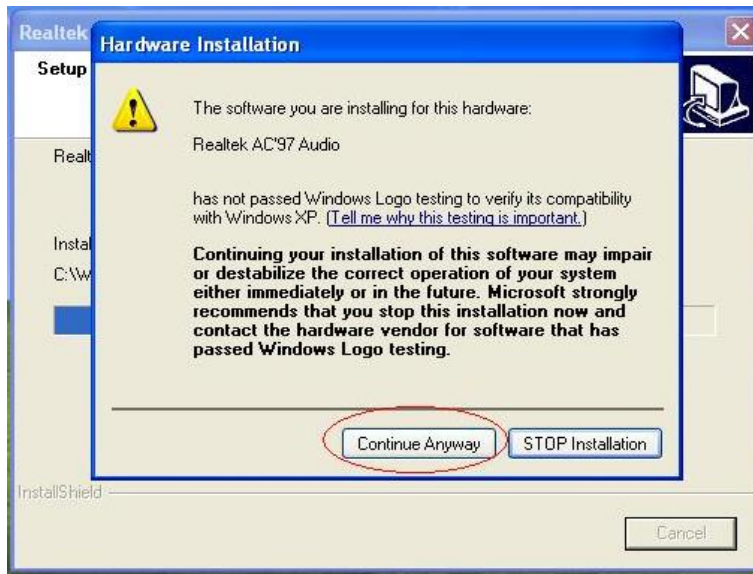 Realtek
Hardware Installation
Setup
The software you are installing for this hardware:
Realtek AC'97 Audio
Realt
has not passed Windows Logo testing to verify its compatibility
with Windows XP. (Tell me why this testing is important.)
Instal
C:\W
Continuing your installation of this software may impair
or destabilize the correct operation of your system
either immediately or in the future. Microsoft strongly
recommends that you stop this installation now and
contact the hardware vendor for software that has
passed Windows Logo testing.
Continue Anyway
STOP Installation
InstallShield
Cancel